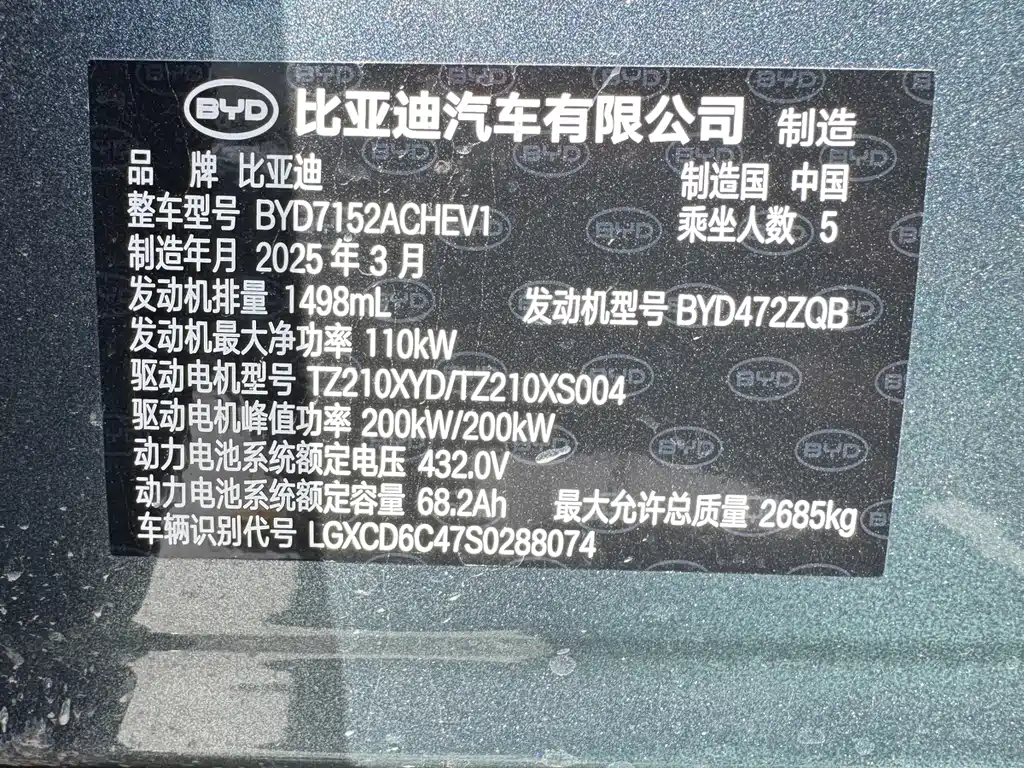 BYD 比亚迪汽车有限公司 制造
品 牌 比亚迪 制造国 中国
整车型号 BYD7152ACHEV1 乘坐人数 5
制造年月 2025 年 3 月
发动机排量 1498mL 发动机型号 BYD472ZQB
发动机最大净功率 110kW
驱动电机型号 TZ210XYD/TZ210XS004
驱动电机峰值功率 200kW/200kW
动力电池系统额定电压 432.0V
动力电池系统额定容量 68.2Ah 最大允许总质量 2685kg
车辆识别代号 LGXCD6C47S0288074